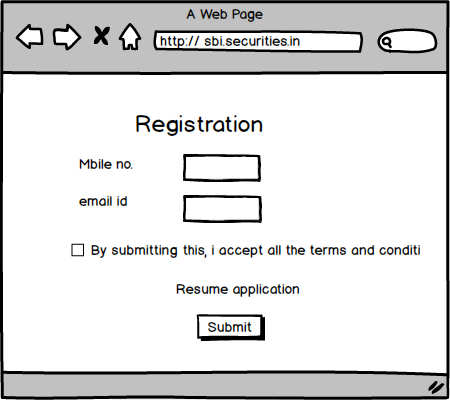 A Web Page
http:// sbi.securities.in
Registration
Mbile no.
email id
By submitting this, i accept all the terms and conditi
Resume application
Submit